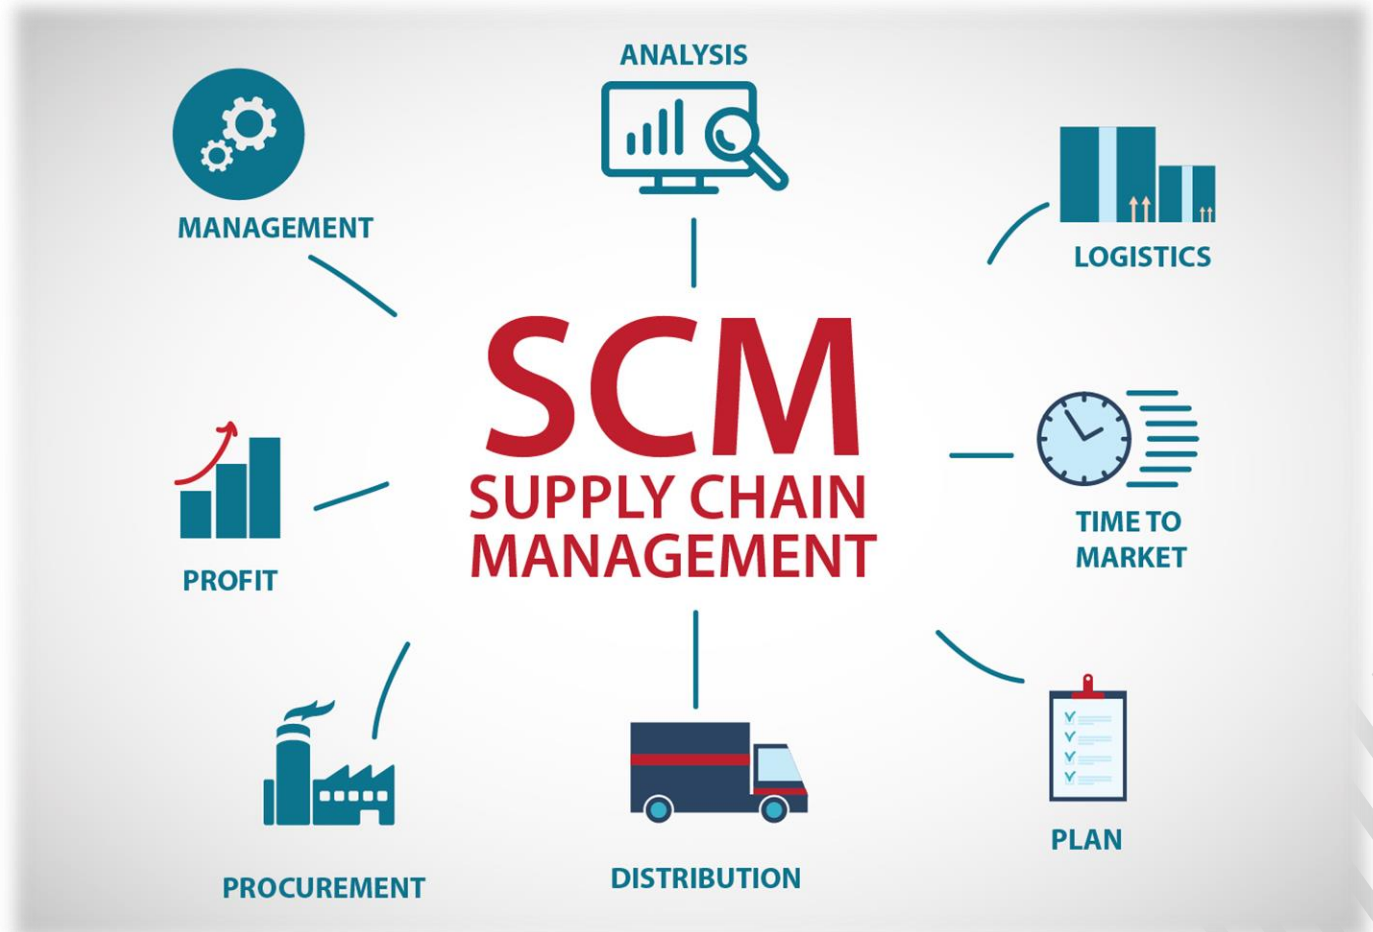 ANALYSIS
MANAGEMENT
LOGISTICS
SCM
SUPPLY CHAIN
MANAGEMENT
TIME TO
MARKET
PROFIT
PLAN
PROCUREMENT
DISTRIBUTION